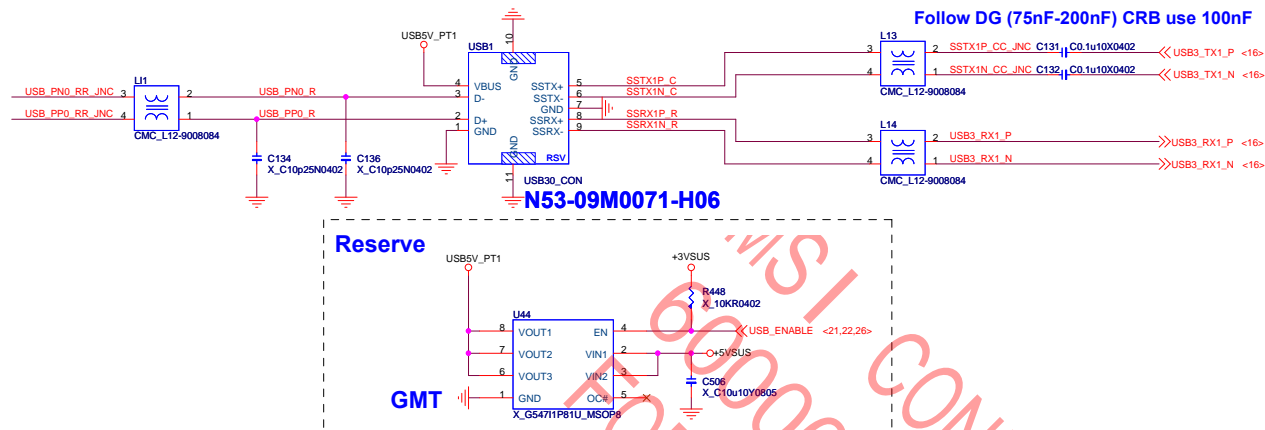 Follow DG (75nF-200nF) CRB use 100nF
USB5V_PT1
USB1
10
GND
4 VBUS
3 D-
2 D+
1 GND
SSTX+ 5 SSTX1P_C
SSTX- 6 SSTX1N_C
GND 7
SSRX+ 8 SSRX1P_R
SSRX- 9 SSRX1N_R
GND
RSV
11
USB30_CON
N53-09M0071-H06
LI1
USB_PN0_RR_JNC 3 2 USB_PN0_R
USB_PP0_RR_JNC 4 1 USB_PP0_R
CMC_L12-9008084
C134
X_C10p25N0402
C136
X_C10p25N0402
L13
3 2 SSTX1P_CC_JNC C131 C0.1u10X0402 USB3_TX1_P <16>
4 1 SSTX1N_CC_JNC C132 C0.1u10X0402 USB3_TX1_N <16>
CMC_L12-9008084
L14
3 2 USB3_RX1_P USB3_RX1_P <16>
4 1 USB3_RX1_N USB3_RX1_N <16>
CMC_L12-9008084
Reserve
USB5V_PT1
+3VSUS
R448
X_10KR0402
U44
8 VOUT1 EN 4 USB_ENABLE <21,22,26>
7 VOUT2 VIN1 2 +5VSUS
6 VOUT3 VIN2 3
1 GND OC# 5
X_G547I1P81U_MSOP8
C506
X_C10u10Y0805
GMT
MSI CON